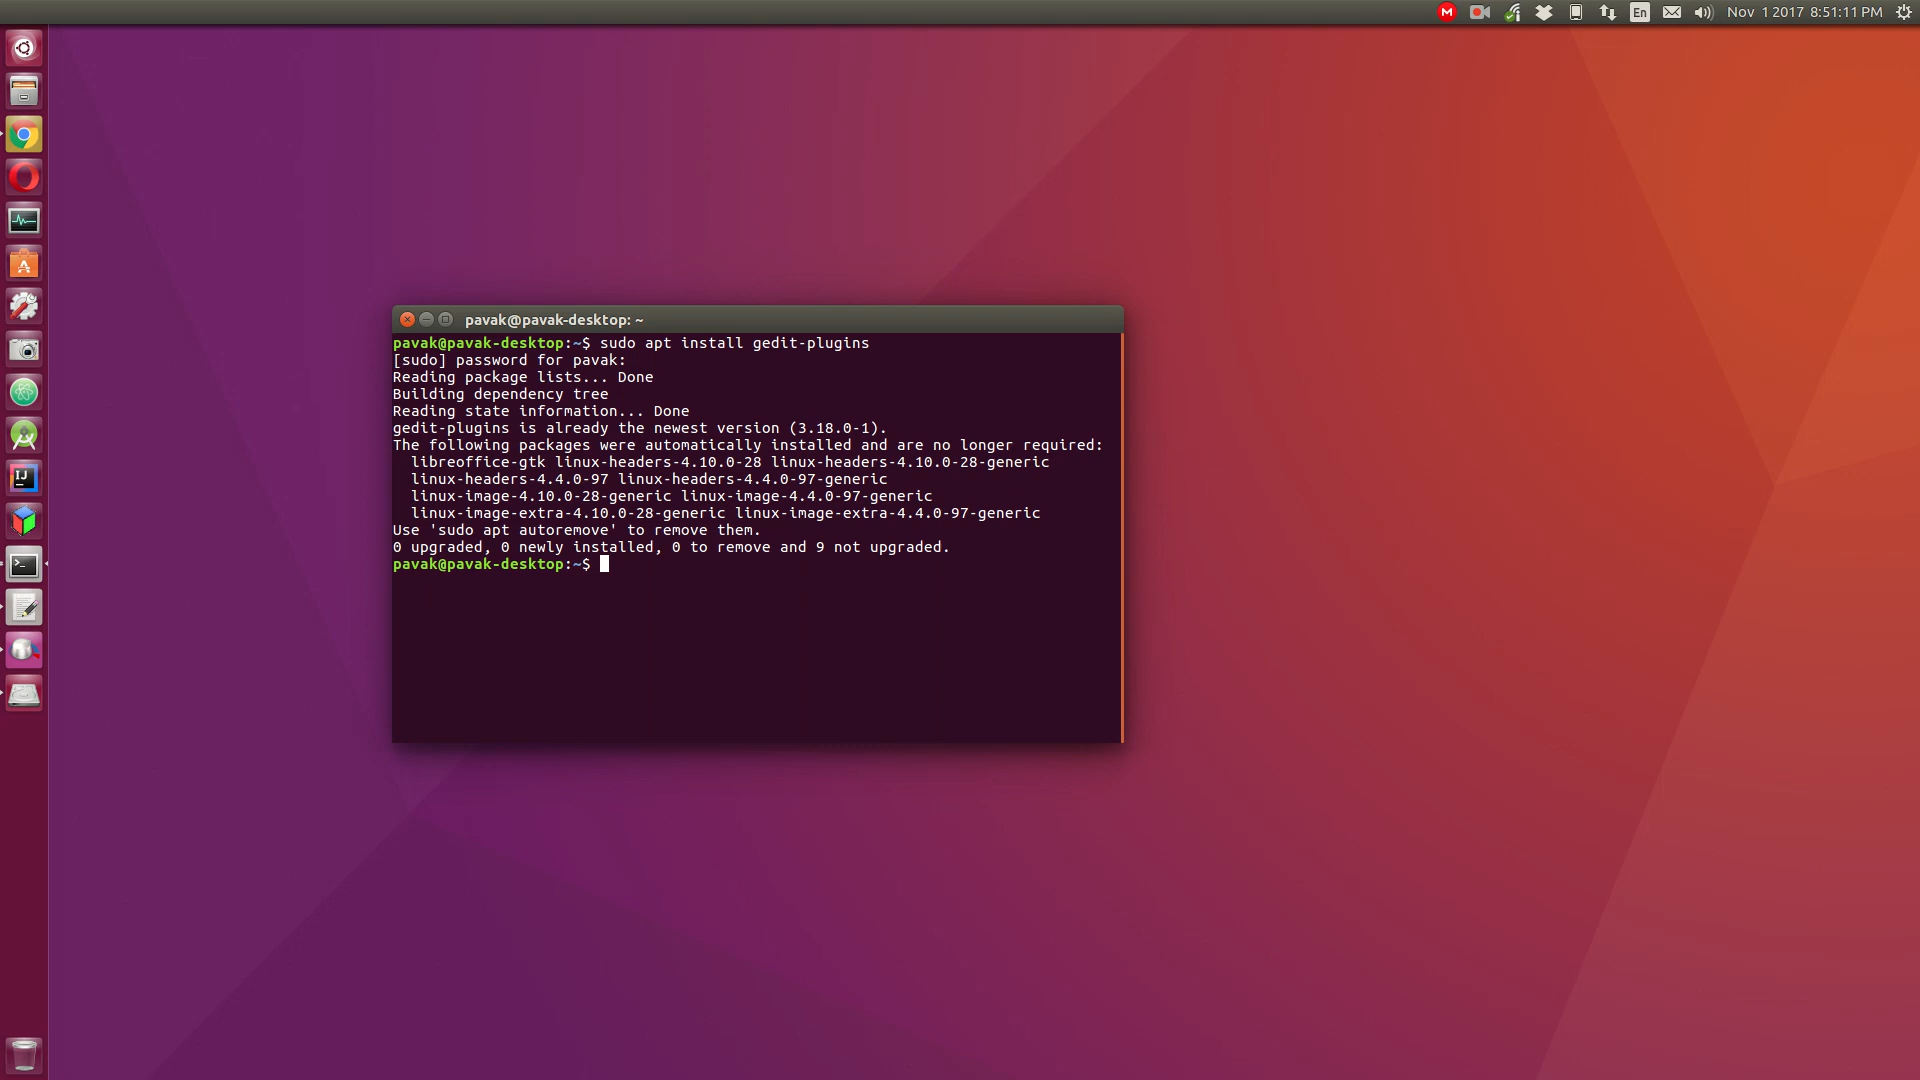 M En Nov 1 2017 8:51:11 PM
A
IJ
pavak@pavak-desktop: ~
pavak@pavak-desktop:~$ sudo apt install gedit-plugins
[sudo] password for pavak:
Reading package lists... Done
Building dependency tree
Reading state information... Done
gedit-plugins is already the newest version (3.18.0-1).
The following packages were automatically installed and are no longer required:
  libreoffice-gtk linux-headers-4.10.0-28 linux-headers-4.10.0-28-generic
  linux-headers-4.4.0-97 linux-headers-4.4.0-97-generic
  linux-image-4.10.0-28-generic linux-image-4.4.0-97-generic
  linux-image-extra-4.10.0-28-generic linux-image-extra-4.4.0-97-generic
Use 'sudo apt autoremove' to remove them.
0 upgraded, 0 newly installed, 0 to remove and 9 not upgraded.
pavak@pavak-desktop:~$